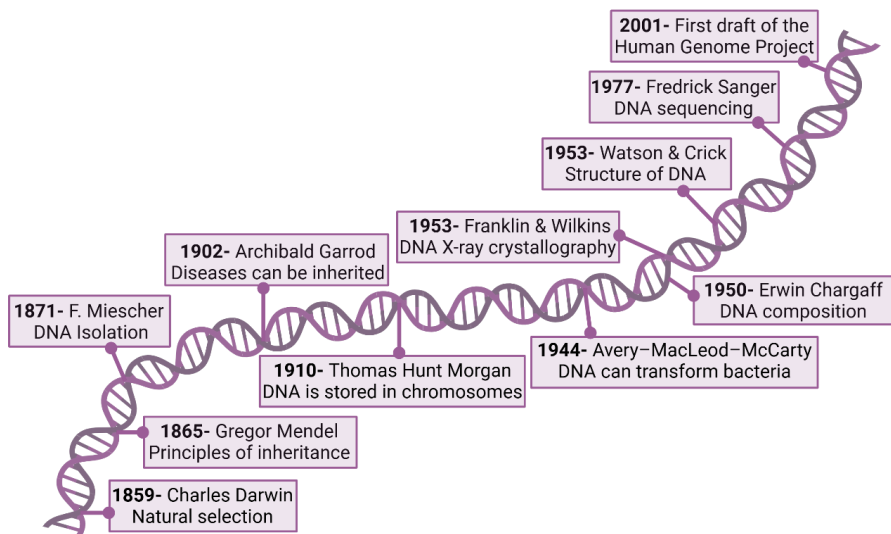 2001- First draft of the
Human Genome Project
1977- Fredrick Sanger
DNA sequencing
1953- Watson & Crick
Structure of DNA
1953- Franklin & Wilkins
DNA X-ray crystallography
1902- Archibald Garrod
Diseases can be inherited
1950- Erwin Chargaff
DNA composition
1871- F. Miescher
DNA Isolation
1944- Avery–MacLeod–McCarty
DNA can transform bacteria
1910- Thomas Hunt Morgan
DNA is stored in chromosomes
1865- Gregor Mendel
Principles of inheritance
1859- Charles Darwin
Natural selection